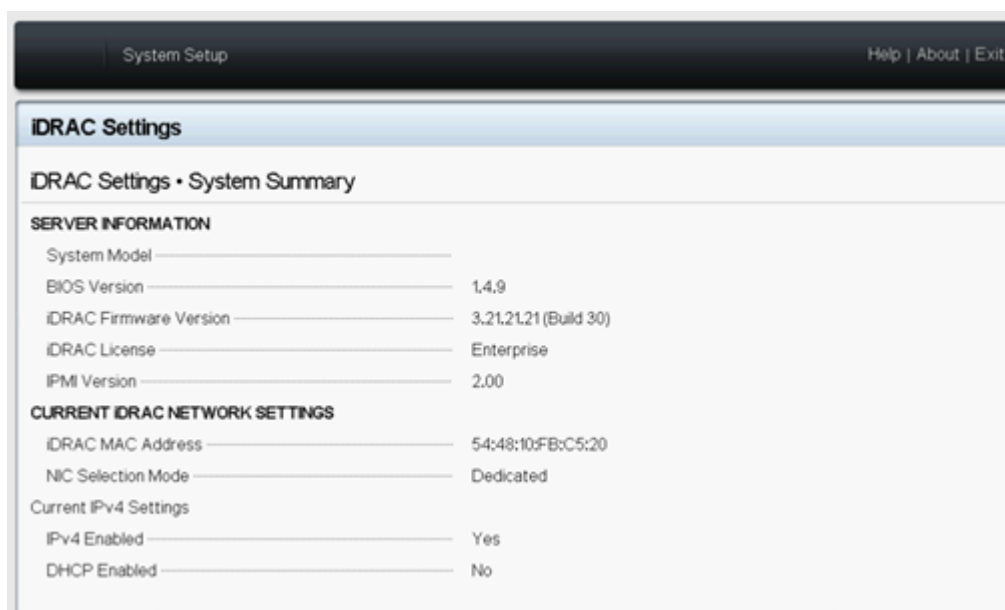 System Setup
Help | About | Exit
iDRAC Settings
iDRAC Settings • System Summary
SERVER INFORMATION
System Model
BIOS Version 1.4.9
iDRAC Firmware Version 3.21.21.21 (Build 30)
iDRAC License Enterprise
IPMI Version 2.00
CURRENT iDRAC NETWORK SETTINGS
iDRAC MAC Address 54:48:10:FB:C5:20
NIC Selection Mode Dedicated
Current IPv4 Settings
IPv4 Enabled Yes
DHCP Enabled No